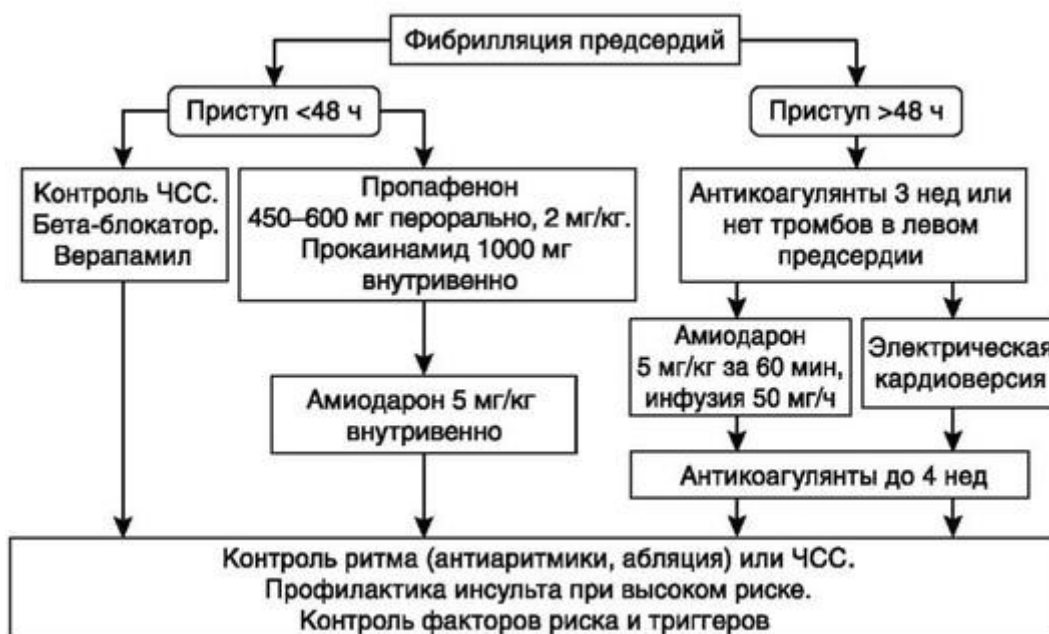 Фибрилляция предсердий
Приступ <48 ч
Приступ >48 ч
Контроль ЧСС.
Бета-блокатор.
Верапамил
Пропафенон
450–600 мг перорально, 2 мг/кг.
Прокаинамид 1000 мг
внутривенно
Антикоагулянты 3 нед или
нет тромбов в левом
предсердии
Амиодарон 5 мг/кг
внутривенно
Амиодарон
5 мг/кг за 60 мин,
инфузия 50 мг/ч
Электрическая
кардиоверсия
Антикоагулянты до 4 нед
Контроль ритма (антиаритмики, абляция) или ЧСС.
Профилактика инсульта при высоком риске.
Контроль факторов риска и триггеров